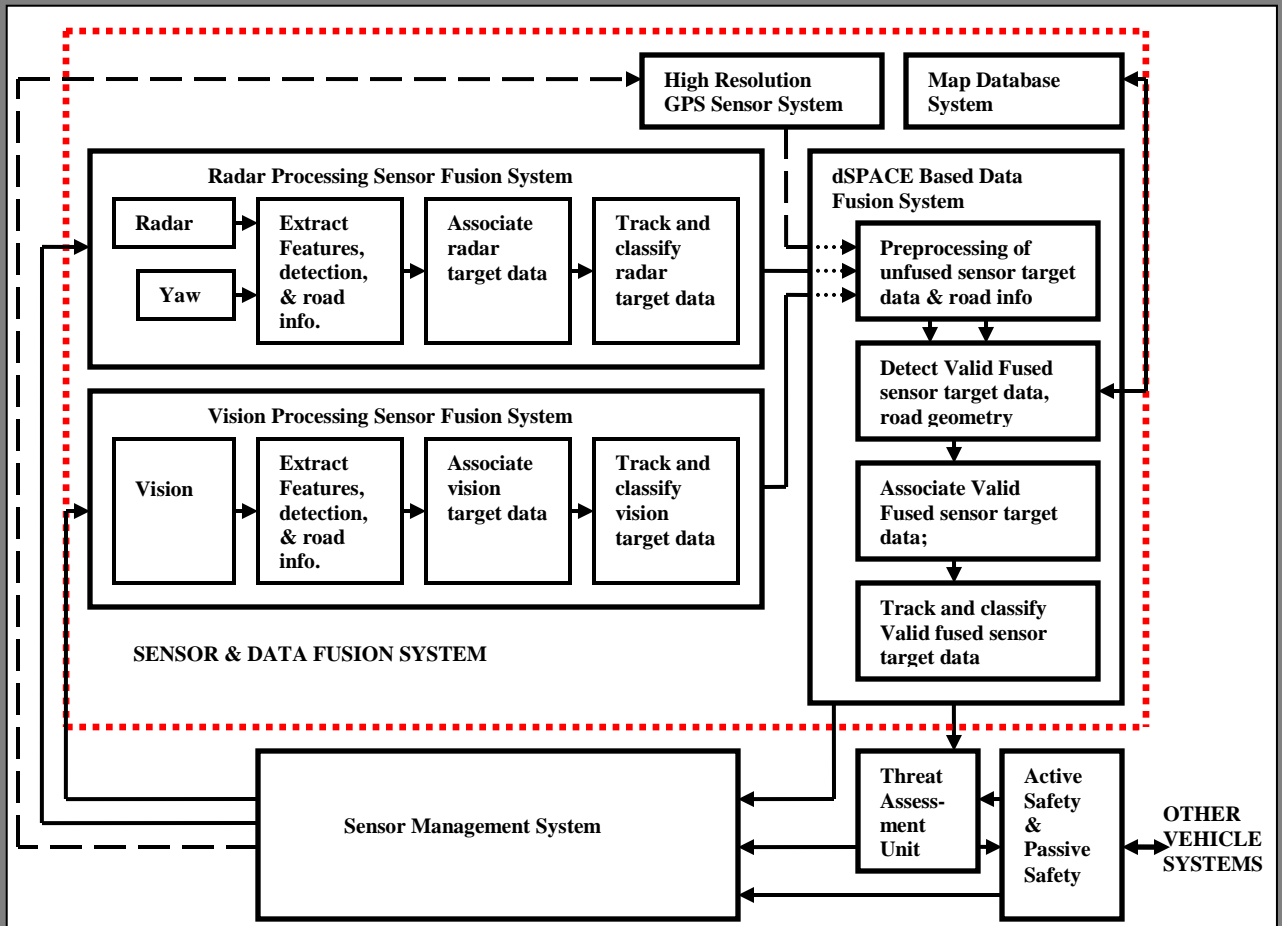 High Resolution
GPS Sensor System
Map Database
System
Radar Processing Sensor Fusion System
Radar
Yaw
Extract
Features,
detection,
& road
info.
Associate
radar
target data
Track and
classify
radar
target data
dSPACE Based Data
Fusion System
Preprocessing of
unfused sensor target
data & road info
Detect Valid Fused
sensor target data,
road geometry
Associate Valid
Fused sensor target
data;
Track and classify
Valid fused sensor
target data
Vision Processing Sensor Fusion System
Vision
Extract
Features,
detection,
& road
info.
Associate
vision
target data
Track and
classify
vision
target data
SENSOR & DATA FUSION SYSTEM
Sensor Management System
Threat
Assess-
ment
Unit
Active
Safety
&
Passive
Safety
OTHER
VEHICLE
SYSTEMS